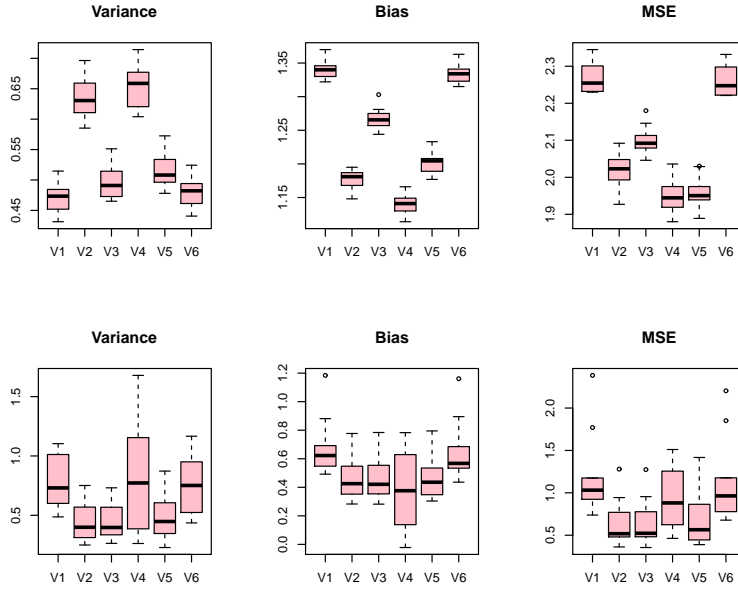 Variance Bias MSE
0.65 1.35 2.3
0.55 1.25 2.2
0.45 1.15 2.1
2.0
1.9
V1 V2 V3 V4 V5 V6 V1 V2 V3 V4 V5 V6 V1 V2 V3 V4 V5 V6
Variance Bias MSE
1.5 1.2 2.0
1.0 1.0 1.5
0.5 0.8 1.0
0.6 0.5
0.4
0.2
0.0
V1 V2 V3 V4 V5 V6 V1 V2 V3 V4 V5 V6 V1 V2 V3 V4 V5 V6